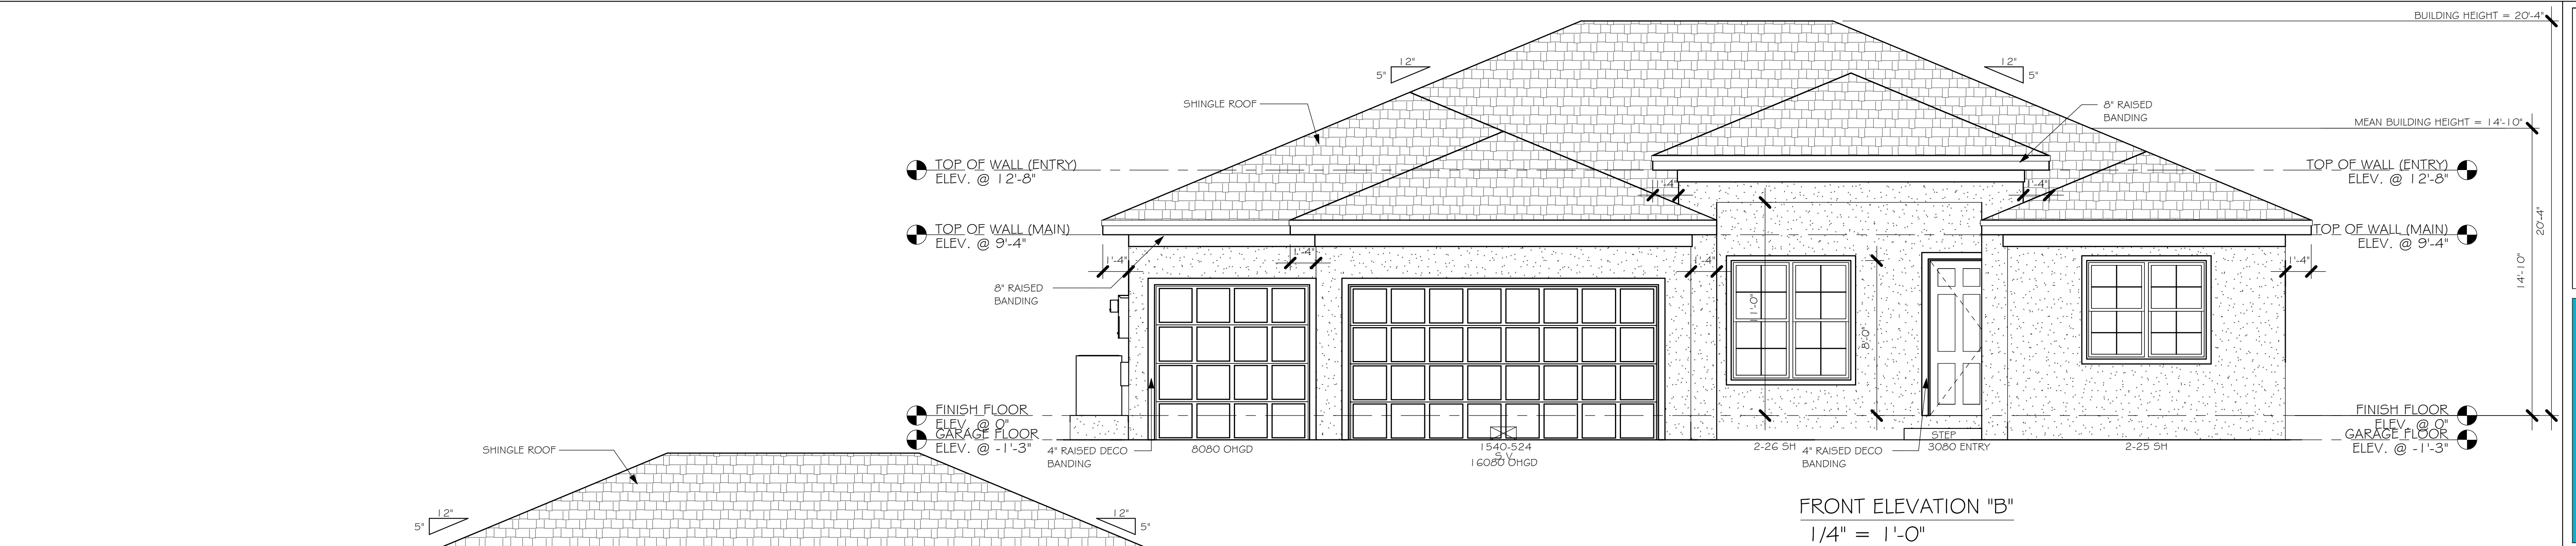 BUILDING HEIGHT = 20'-4"
12"
5"
12"
5"
SHINGLE ROOF
8" RAISED
BANDING
MEAN BUILDING HEIGHT = 14'-10"
TOP OF WALL (ENTRY)
ELEV. @ 12'-8"
TOP OF WALL (ENTRY)
ELEV. @ 12'-8"
1'-4"
1'-4"
20'-4"
TOP OF WALL (MAIN)
ELEV. @ 9'-4"
TOP OF WALL (MAIN)
ELEV. @ 9'-4"
1'-4"
1'-4"
1'-4"
1'-4"
14'-10"
8" RAISED
BANDING
11'-0"
8'-0"
FINISH FLOOR
ELEV. @ 0"
GARAGE FLOOR
ELEV. @ -1'-3"
FINISH FLOOR
ELEV. @ 0"
GARAGE FLOOR
ELEV. @ -1'-3"
STEP
SHINGLE ROOF
4" RAISED DECO
BANDING
8080 OHGD
1540-524
S.V.
16080 OHGD
2-26 SH
4" RAISED DECO
BANDING
3080 ENTRY
2-25 SH
FRONT ELEVATION "B"
1/4" = 1'-0"
12"
5"
12"
5"